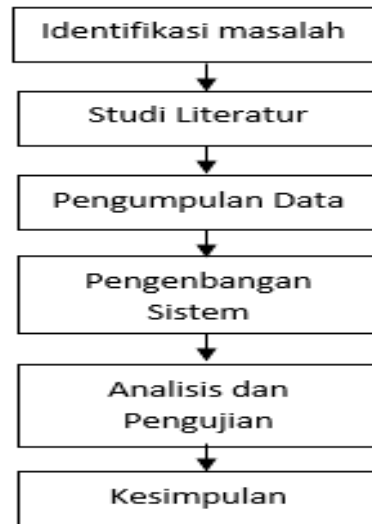 Identifikasi masalah
Studi Literatur
Pengumpulan Data
Pengenbangan
Sistem
Analisis dan
Pengujian
Kesimpulan